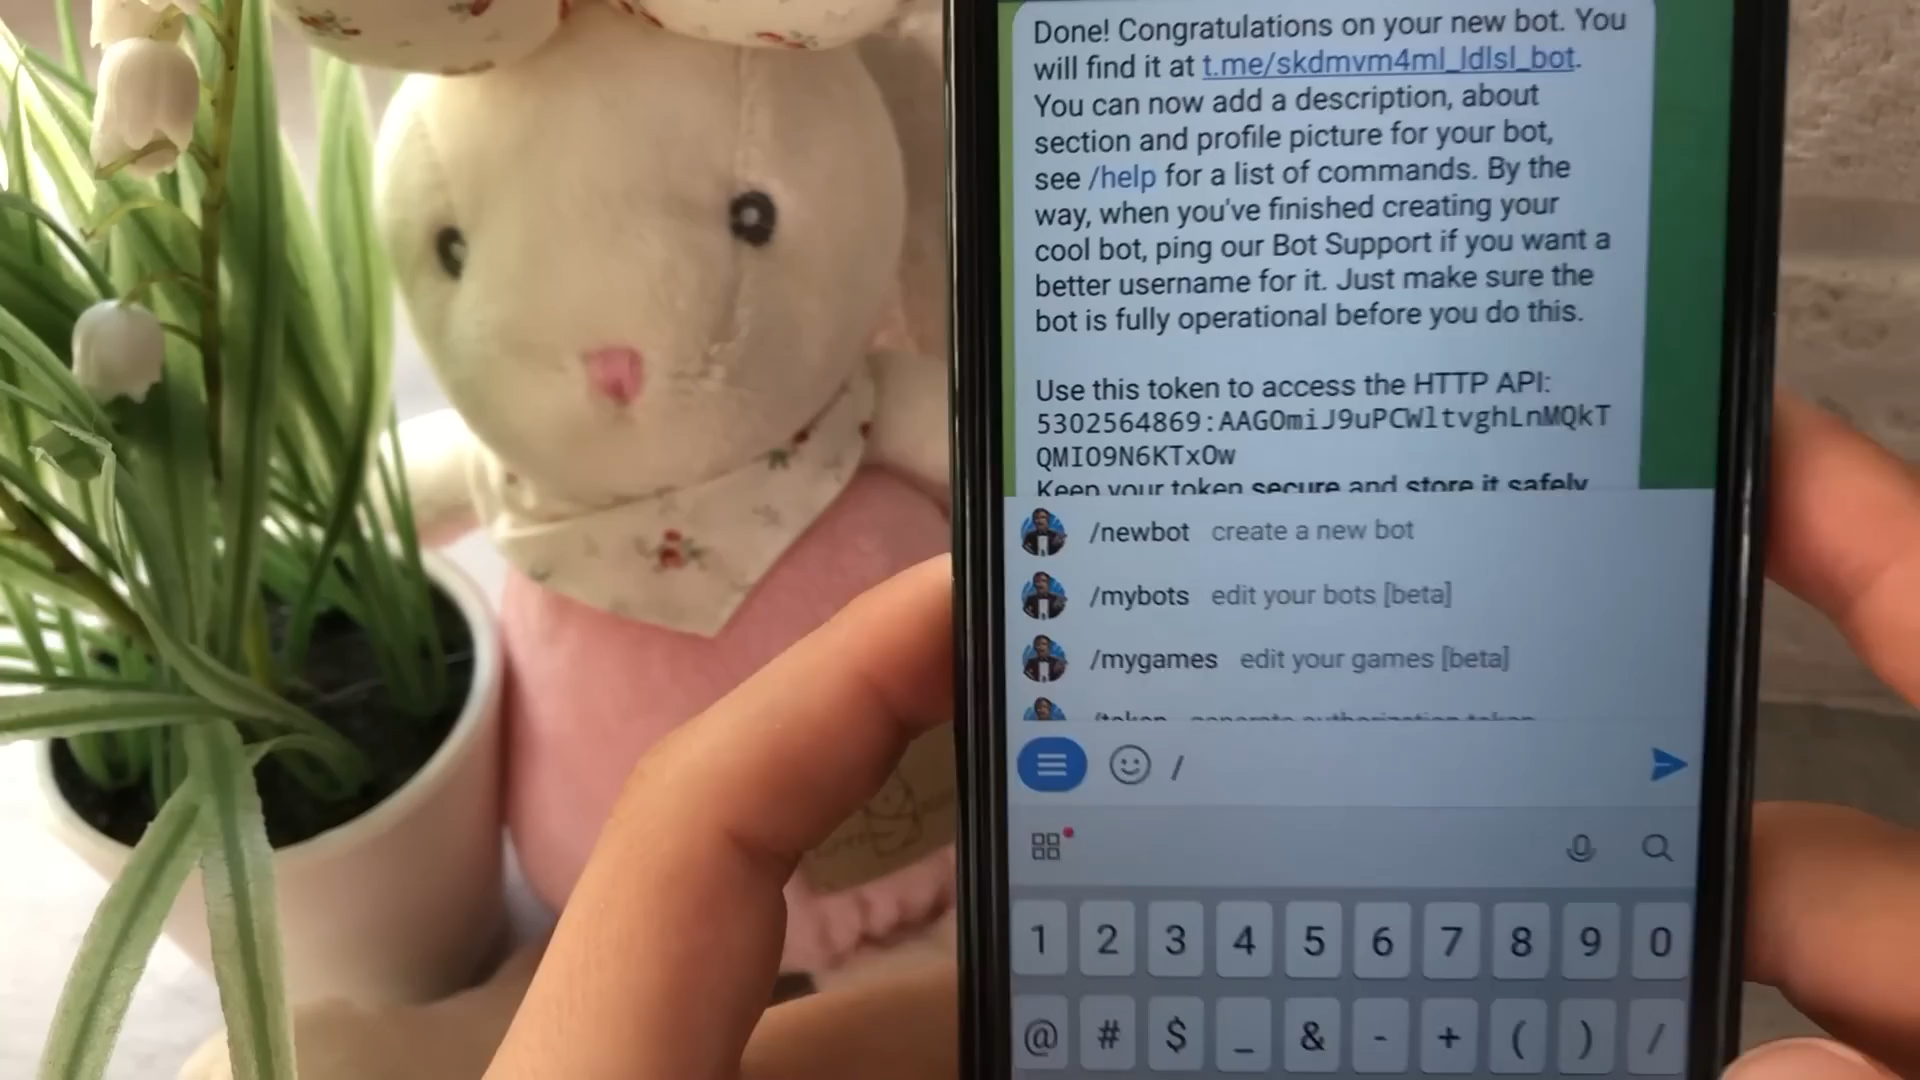 Done! Congratulations on your new bot. You
will find it at t.me/skdmvm4ml_ldlsl_bot.
You can now add a description, about
section and profile picture for your bot,
see /help for a list of commands. By the
way, when you've finished creating your
cool bot, ping our Bot Support if you want a
better username for it. Just make sure the
bot is fully operational before you do this.
Use this token to access the HTTP API:
5302564869:AAGOmiJ9uPCWltvghLnMQkT
QMIO9N6KTxOw
Keep your token secure and store it safely
/newbot create a new bot
/mybots edit your bots [beta]
/mygames edit your games [beta]
/token generate authorization token
/
1 2 3 4 5 6 7 8 9 0
@ # $ _ & - + ( ) /